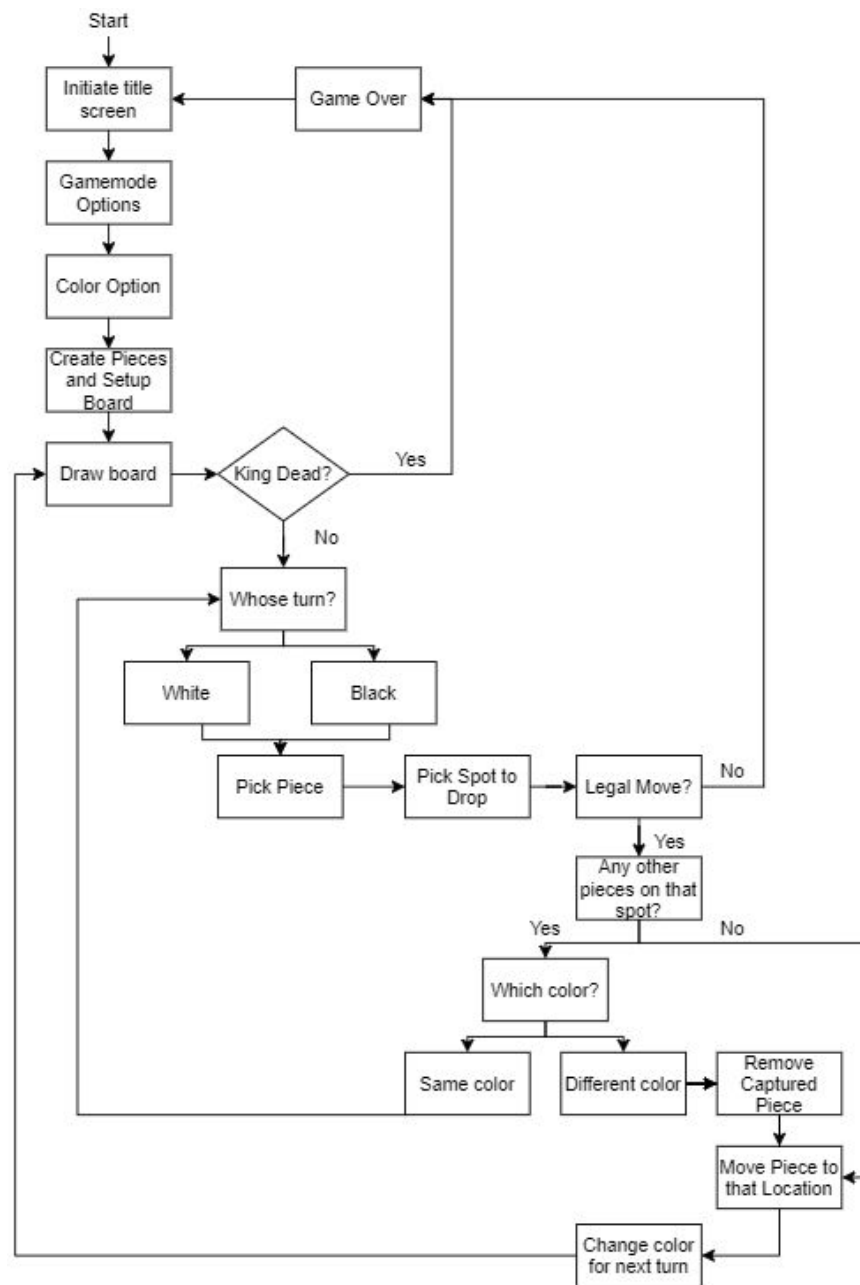 Start
Initiate title
screen
Game Over
Gamemode
Options
Color Option
Create Pieces
and Setup
Board
Draw board
King Dead?
Yes
No
Whose turn?
White
Black
Pick Piece
Pick Spot to
Drop
Legal Move?
No
Yes
Any other
pieces on that
spot?
Yes
No
Which color?
Same color
Different color
Remove
Captured
Piece
Move Piece to
that Location
Change color
for next turn